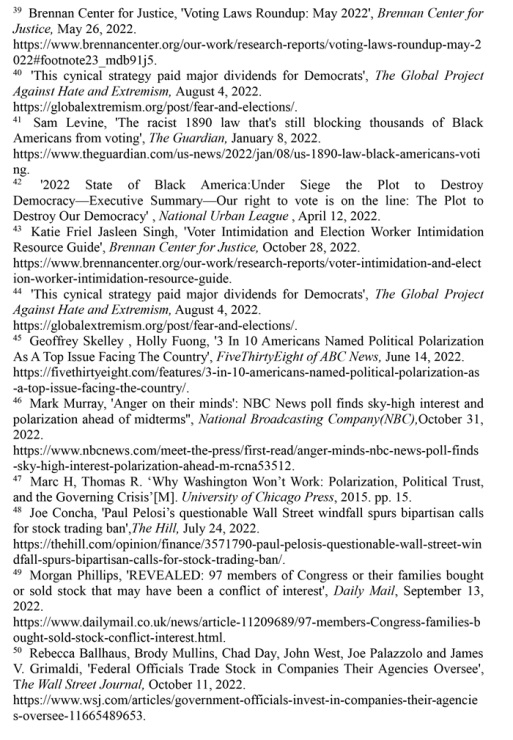 39 Brennan Center for Justice, 'Voting Laws Roundup: May 2022', Brennan Center for
Justice, May 26, 2022.
https://www.brennancenter.org/our-work/research-reports/voting-laws-roundup-may-2
022#footnote23_mdb91j5.
40 'This cynical strategy paid major dividends for Democrats', The Global Project
Against Hate and Extremism, August 4, 2022.
https://globalextremism.org/post/fear-and-elections/.
41 Sam Levine, 'The racist 1890 law that's still blocking thousands of Black
Americans from voting', The Guardian, January 8, 2022.
https://www.theguardian.com/us-news/2022/jan/08/us-1890-law-black-americans-voti
ng.
42 '2022 State of Black America:Under Siege the Plot to Destroy
Democracy—Executive Summary—Our right to vote is on the line: The Plot to
Destroy Our Democracy' , National Urban League , April 12, 2022.
43 Katie Friel Jasleen Singh, 'Voter Intimidation and Election Worker Intimidation
Resource Guide', Brennan Center for Justice, October 28, 2022.
https://www.brennancenter.org/our-work/research-reports/voter-intimidation-and-elect
ion-worker-intimidation-resource-guide.
44 'This cynical strategy paid major dividends for Democrats', The Global Project
Against Hate and Extremism, August 4, 2022.
https://globalextremism.org/post/fear-and-elections/.
45 Geoffrey Skelley , Holly Fuong, '3 In 10 Americans Named Political Polarization
As A Top Issue Facing The Country', FiveThirtyEight of ABC News, June 14, 2022.
https://fivethirtyeight.com/features/3-in-10-americans-named-political-polarization-as
-a-top-issue-facing-the-country/.
46 Mark Murray, 'Anger on their minds': NBC News poll finds sky-high interest and
polarization ahead of midterms'', National Broadcasting Company(NBC),October 31,
2022.
https://www.nbcnews.com/meet-the-press/first-read/anger-minds-nbc-news-poll-finds
-sky-high-interest-polarization-ahead-m-rcna53512.
47 Marc H, Thomas R. ‘Why Washington Won’t Work: Polarization, Political Trust,
and the Governing Crisis’[M]. University of Chicago Press, 2015. pp. 15.
48 Joe Concha, 'Paul Pelosi’s questionable Wall Street windfall spurs bipartisan calls
for stock trading ban',The Hill, July 24, 2022.
https://thehill.com/opinion/finance/3571790-paul-pelosis-questionable-wall-street-win
dfall-spurs-bipartisan-calls-for-stock-trading-ban/.
49 Morgan Phillips, 'REVEALED: 97 members of Congress or their families bought
or sold stock that may have been a conflict of interest', Daily Mail, September 13,
2022.
https://www.dailymail.co.uk/news/article-11209689/97-members-Congress-families-b
ought-sold-stock-conflict-interest.html.
50 Rebecca Ballhaus, Brody Mullins, Chad Day, John West, Joe Palazzolo and James
V. Grimaldi, 'Federal Officials Trade Stock in Companies Their Agencies Oversee',
The Wall Street Journal, October 11, 2022.
https://www.wsj.com/articles/government-officials-invest-in-companies-their-agencie
s-oversee-11665489653.